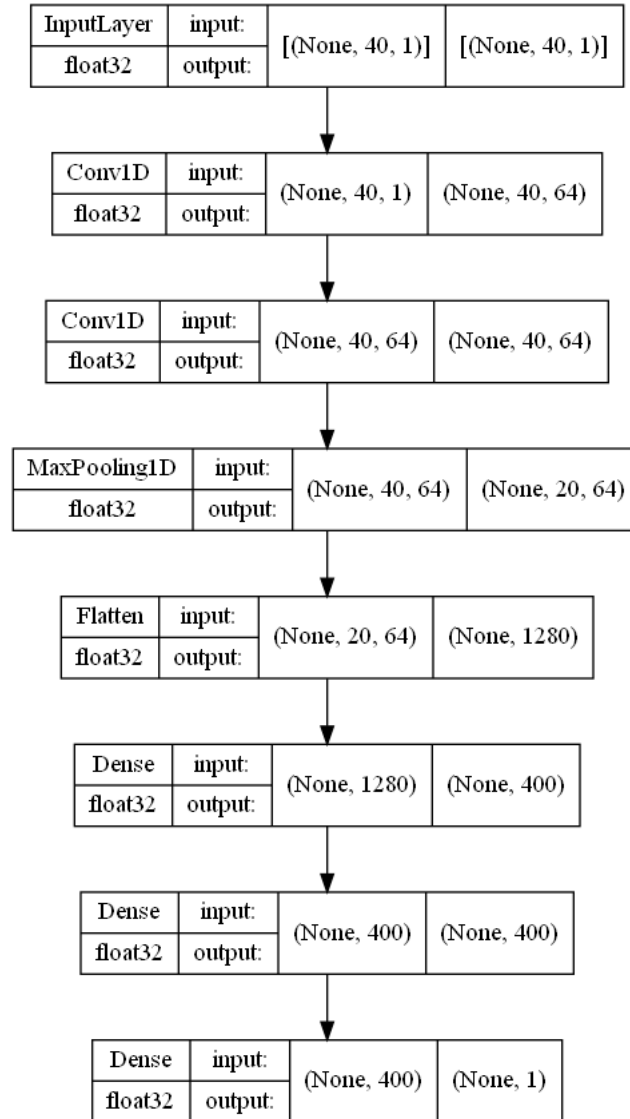 InputLayer input: [(None, 40, 1)] [(None, 40, 1)]
float32 output:
Conv1D input: (None, 40, 1) (None, 40, 64)
float32 output:
Conv1D input: (None, 40, 64) (None, 40, 64)
float32 output:
MaxPooling1D input: (None, 40, 64) (None, 20, 64)
float32 output:
Flatten input: (None, 20, 64) (None, 1280)
float32 output:
Dense input: (None, 1280) (None, 400)
float32 output:
Dense input: (None, 400) (None, 400)
float32 output:
Dense input: (None, 400) (None, 1)
float32 output: